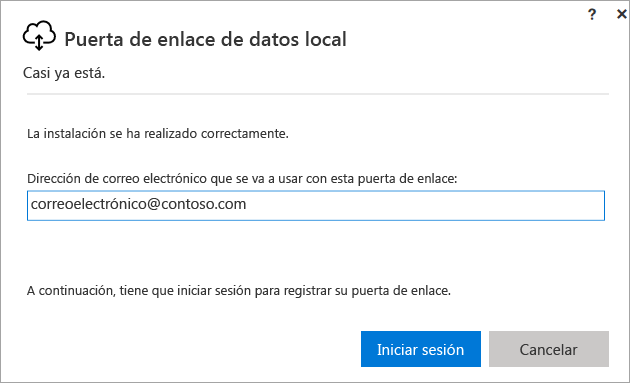 ? ×
Puerta de enlace de datos local
Casi ya está.
La instalación se ha realizado correctamente.
Dirección de correo electrónico que se va a usar con esta puerta de enlace:
correoelectrónico@contoso.com
A continuación, tiene que iniciar sesión para registrar su puerta de enlace.
Iniciar sesión Cancelar